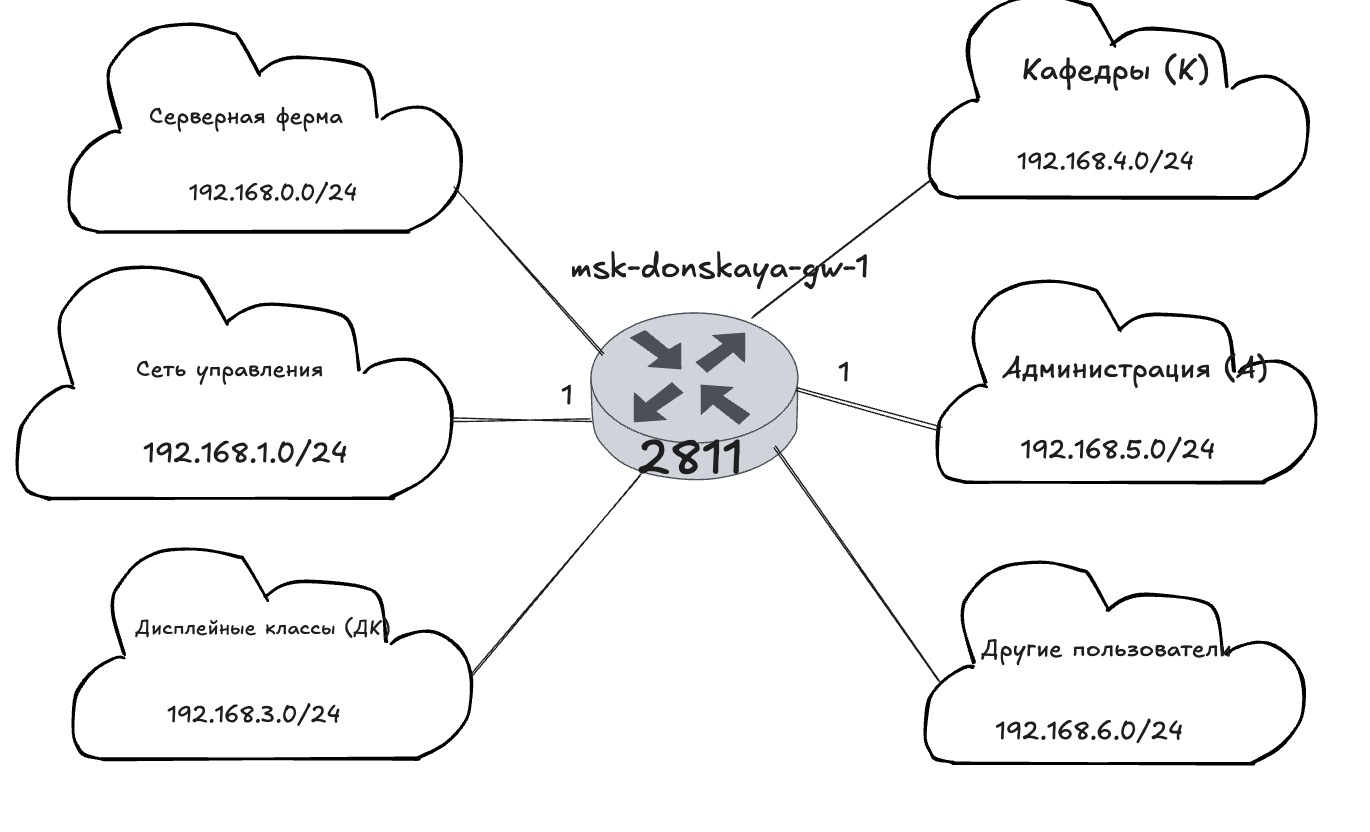 Серверная ферма
192.168.0.0/24
Кафедры (К)
192.168.4.0/24
msk-donskaya-gw-1
Сеть управления
192.168.1.0/24
1
2811
1
Администрация (А)
192.168.5.0/24
Дисплейные классы (ДК)
192.168.3.0/24
Другие пользователи
192.168.6.0/24